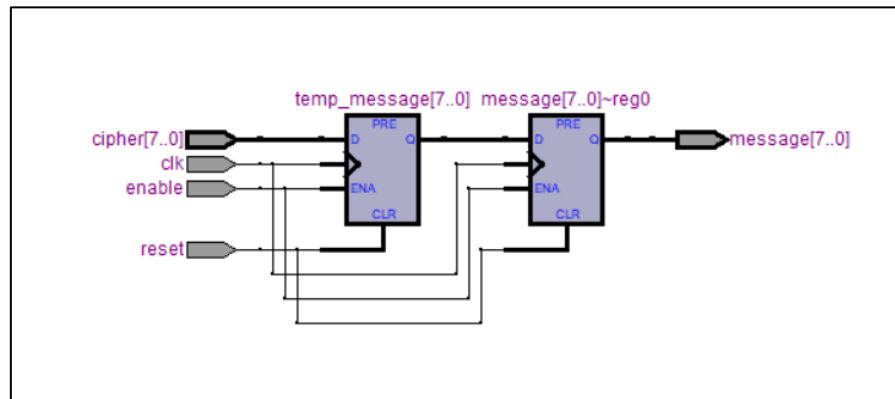 temp_message[7..0] message[7..0]~reg0
cipher[7..0]
clk
enable
reset
PRE
D Q
ENA
CLR
PRE
D Q
ENA
CLR
message[7..0]